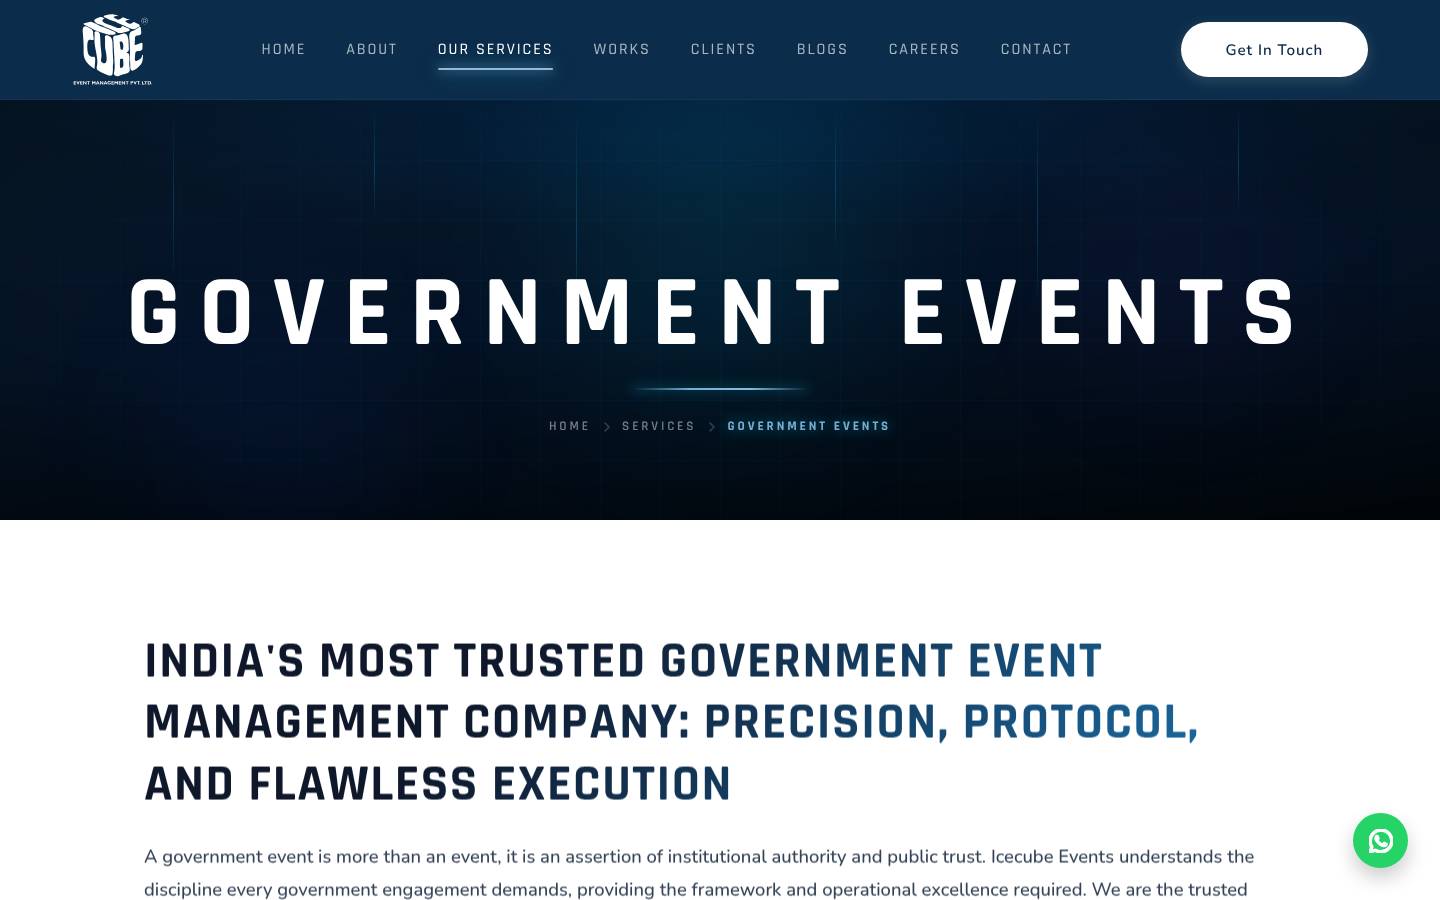 ICE
CUBE
®
EVENT MANAGEMENT PVT. LTD.
HOME
ABOUT
OUR SERVICES
WORKS
CLIENTS
BLOGS
CAREERS
CONTACT
Get In Touch
GOVERNMENT EVENTS
HOME
SERVICES
GOVERNMENT EVENTS
INDIA'S MOST TRUSTED GOVERNMENT EVENT
MANAGEMENT COMPANY: PRECISION, PROTOCOL,
AND FLAWLESS EXECUTION
A government event is more than an event, it is an assertion of institutional authority and public trust. Icecube Events understands the
discipline every government engagement demands, providing the framework and operational excellence required. We are the trusted